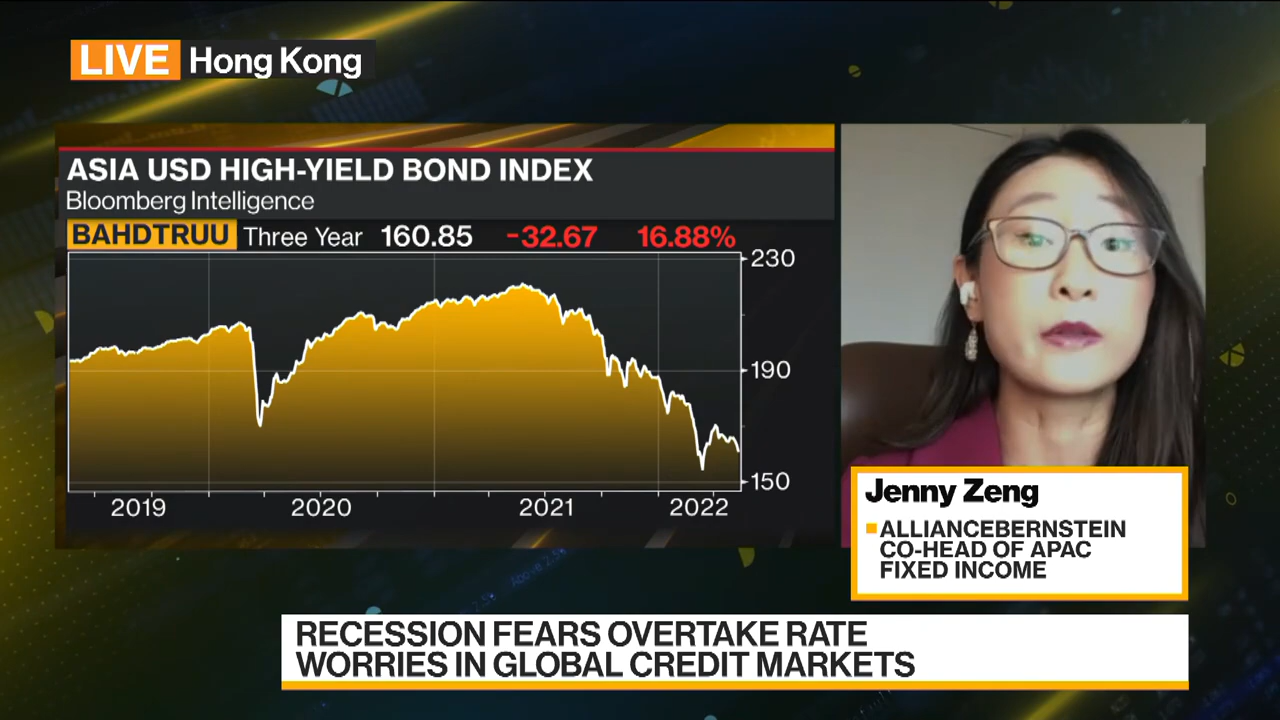 LIVE Hong Kong
ASIA USD HIGH-YIELD BOND INDEX
Bloomberg Intelligence
BAHDTRUU Three Year 160.85 -32.67 16.88%
230
190
150
2019 2020 2021 2022
Jenny Zeng
ALLIANCEBERNSTEIN
CO-HEAD OF APAC
FIXED INCOME
RECESSION FEARS OVERTAKE RATE
WORRIES IN GLOBAL CREDIT MARKETS